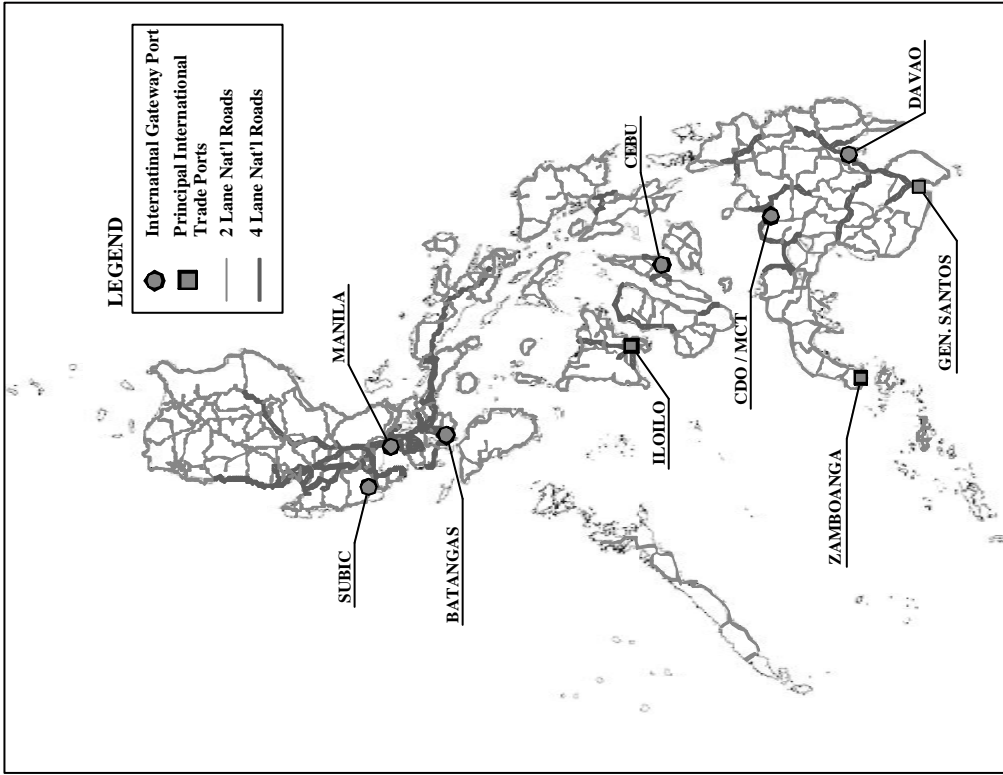 LEGEND
Internatinal Gateway Port
Principal International
Trade Ports
2 Lane Nat'l Roads
4 Lane Nat'l Roads
MANILA
SUBIC
BATANGAS
CEBU
ILOILO
CDO / MCT
DAVAO
GEN. SANTOS
ZAMBOANGA